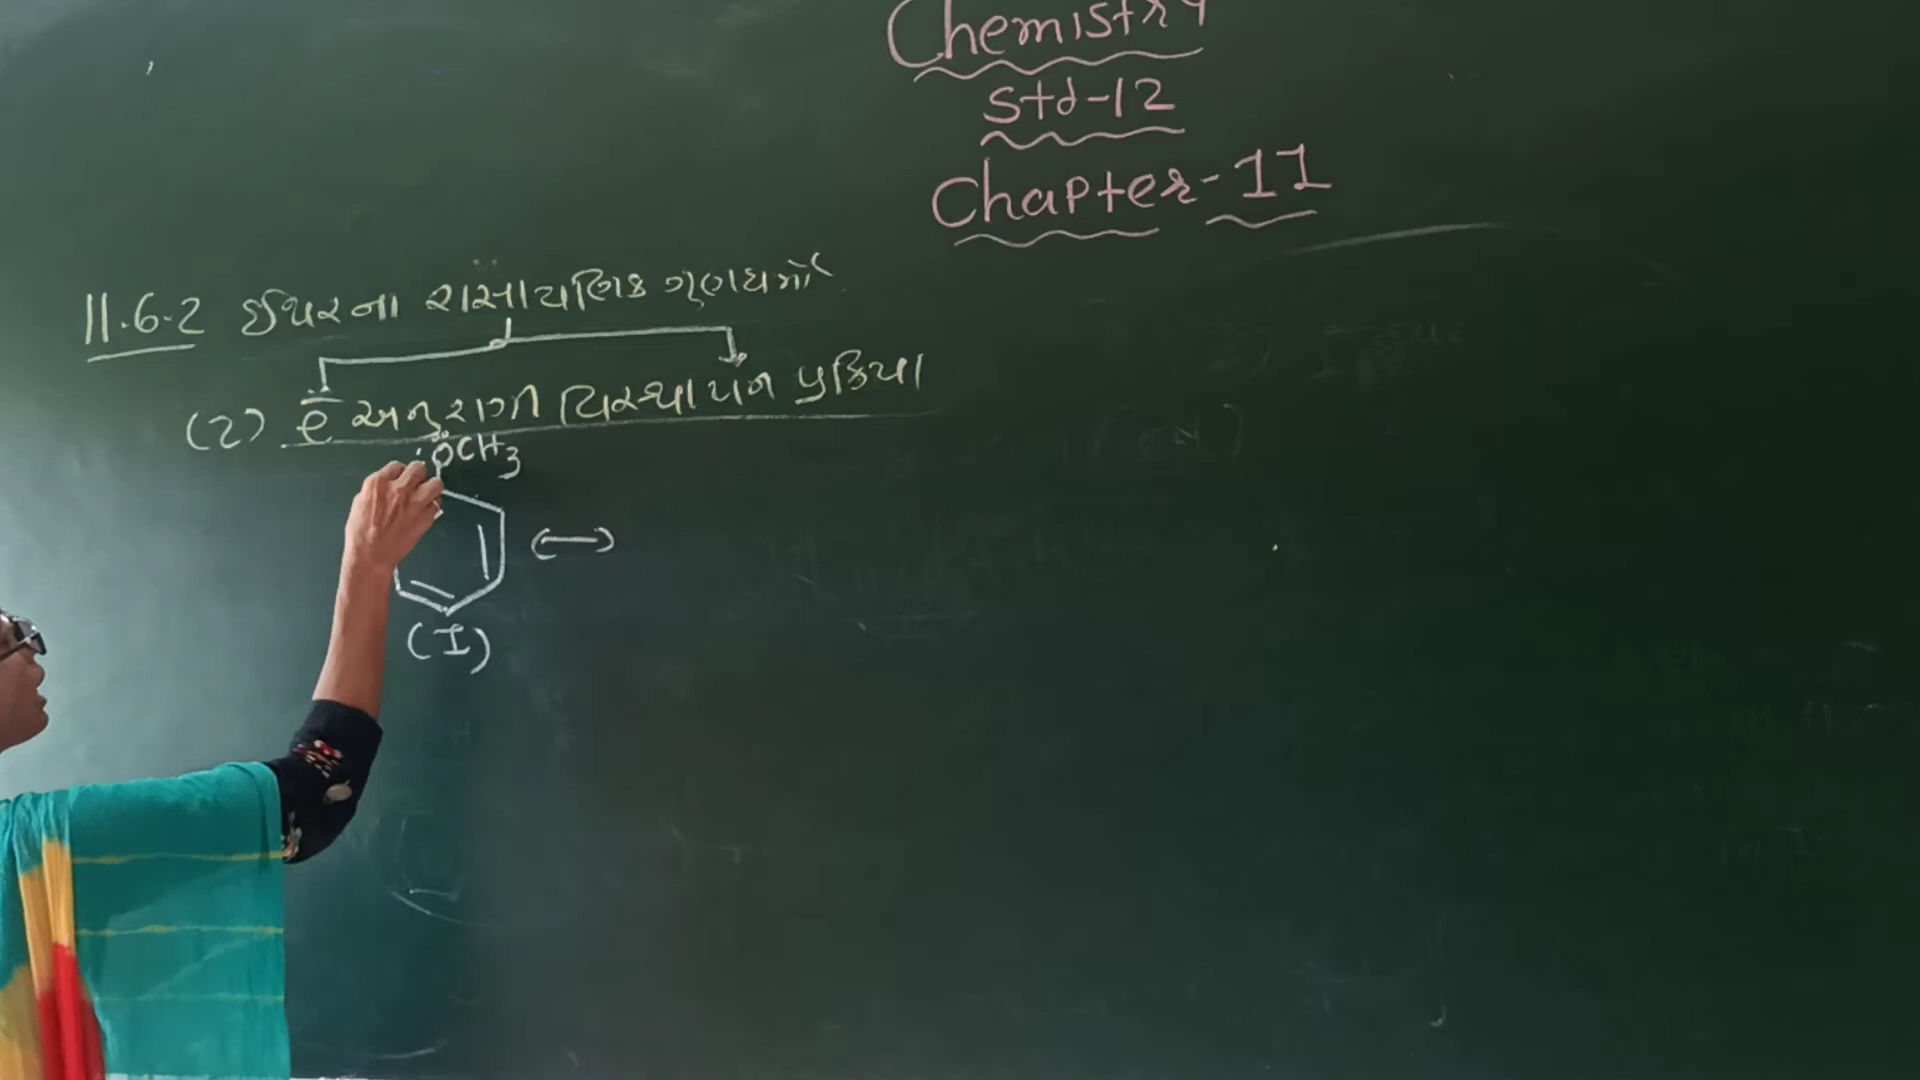 Chemistry
Std-12
Chapter-11
11.6.2 ઈથરના રાસાયણિક ગુણધર્મો
(2) ē અનુરાગી વિસ્થાપન પ્રક્રિયા
:ÖCH3
(I)